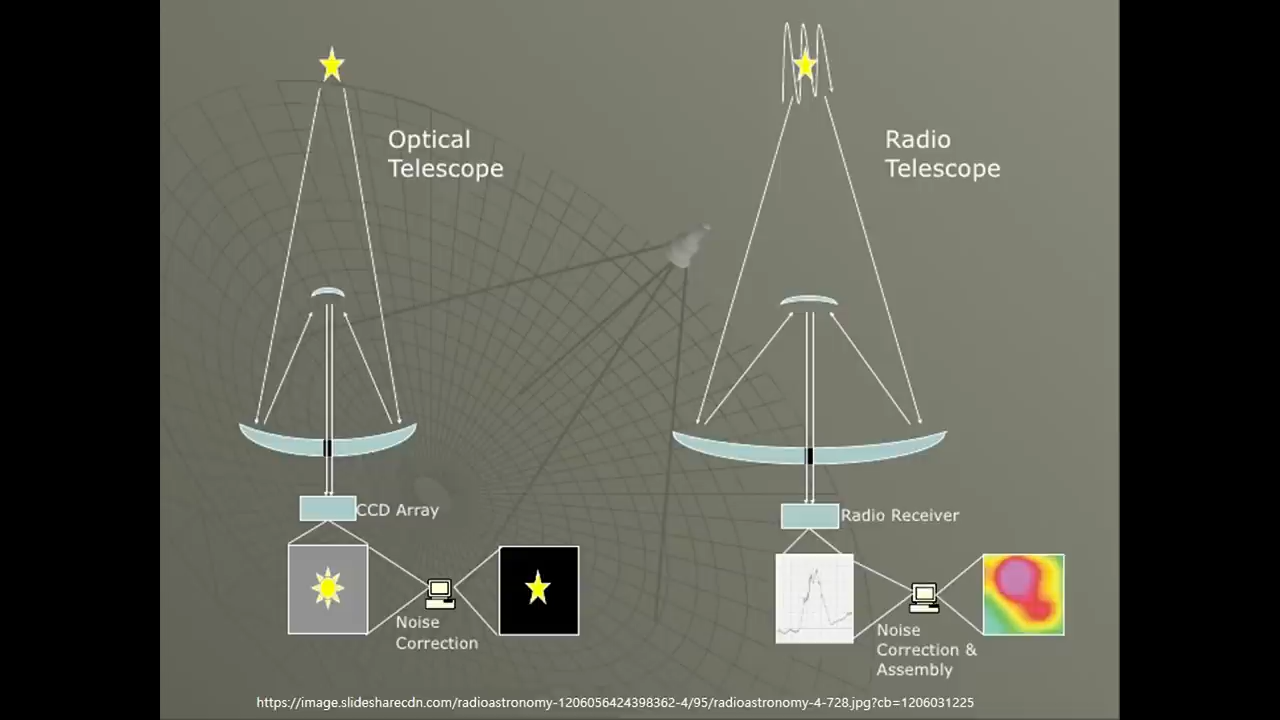 Optical
Telescope
Radio
Telescope
CCD Array
Radio Receiver
Noise
Correction
Noise
Correction &
Assembly
https://image.slidesharecdn.com/radioastronomy-1206056424398362-4/95/radioastronomy-4-728.jpg?cb=1206031225